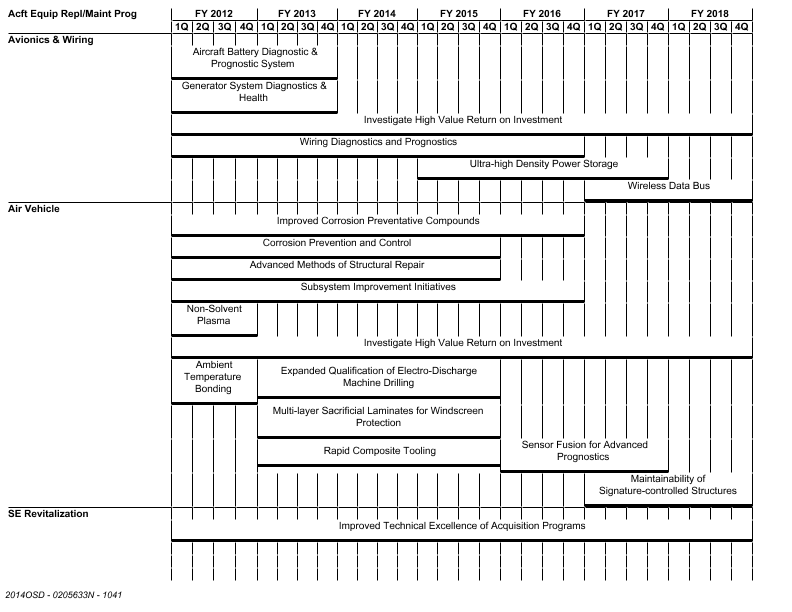 Acft Equip Repl/Maint Prog FY 2012 FY 2013 FY 2014 FY 2015 FY 2016 FY 2017 FY 2018
1Q 2Q 3Q 4Q 1Q 2Q 3Q 4Q 1Q 2Q 3Q 4Q 1Q 2Q 3Q 4Q 1Q 2Q 3Q 4Q 1Q 2Q 3Q 4Q 1Q 2Q 3Q 4Q
Avionics & Wiring
Aircraft Battery Diagnostic &
Prognostic System
Generator System Diagnostics &
Health
Investigate High Value Return on Investment
Wiring Diagnostics and Prognostics
Ultra-high Density Power Storage
Wireless Data Bus
Air Vehicle
Improved Corrosion Preventative Compounds
Corrosion Prevention and Control
Advanced Methods of Structural Repair
Subsystem Improvement Initiatives
Non-Solvent
Plasma
Investigate High Value Return on Investment
Ambient
Temperature
Bonding
Expanded Qualification of Electro-Discharge
Machine Drilling
Multi-layer Sacrificial Laminates for Windscreen
Protection
Rapid Composite Tooling
Sensor Fusion for Advanced
Prognostics
Maintainability of
Signature-controlled Structures
SE Revitalization
Improved Technical Excellence of Acquisition Programs
2014OSD - 0205633N - 1041